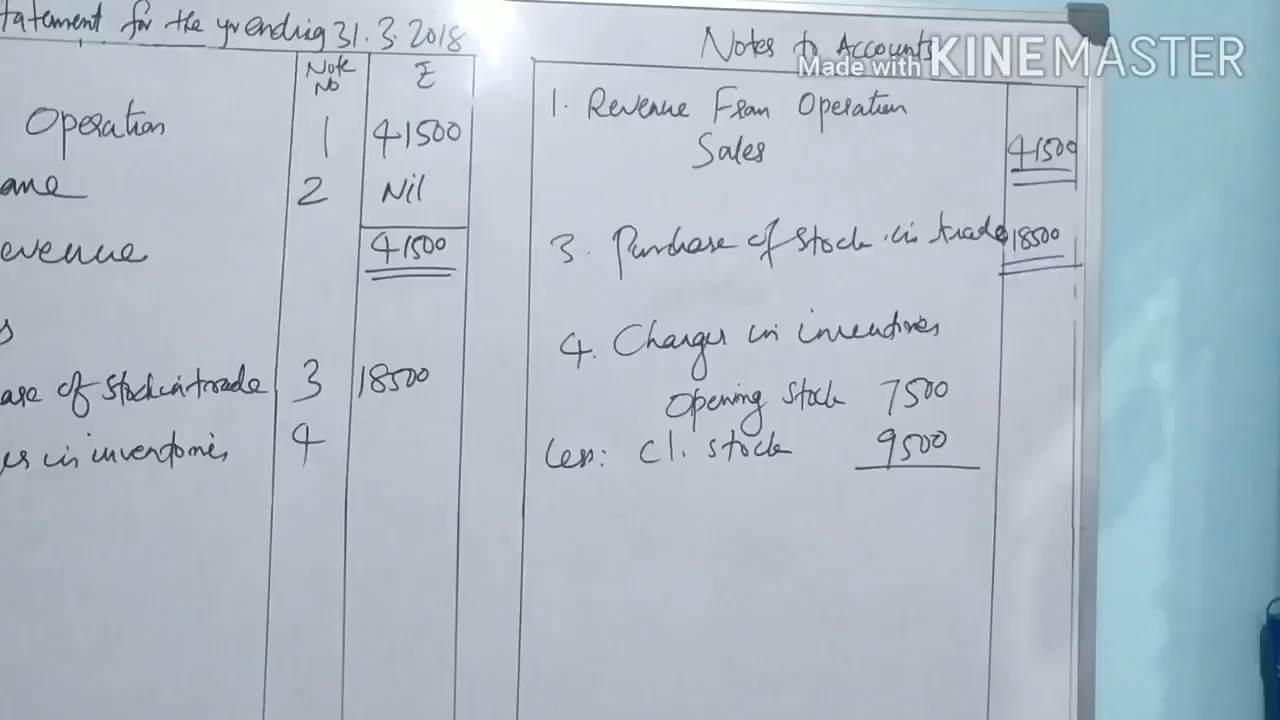 tatement for the yr ending 31.3.2018
Note No
Σ
Operation 1 41500
ame 2 Nil
evenue 41500
s
ase of stock in trade 3 18500
es in inventories 4
Notes to Accounts
Made with KINEMASTER
1. Revenue From Operation
Sales 41500
3. Purchase of stock in trade 18500
4. Changes in inventories
Opening stock 7500
Less: Cl. stock 9500